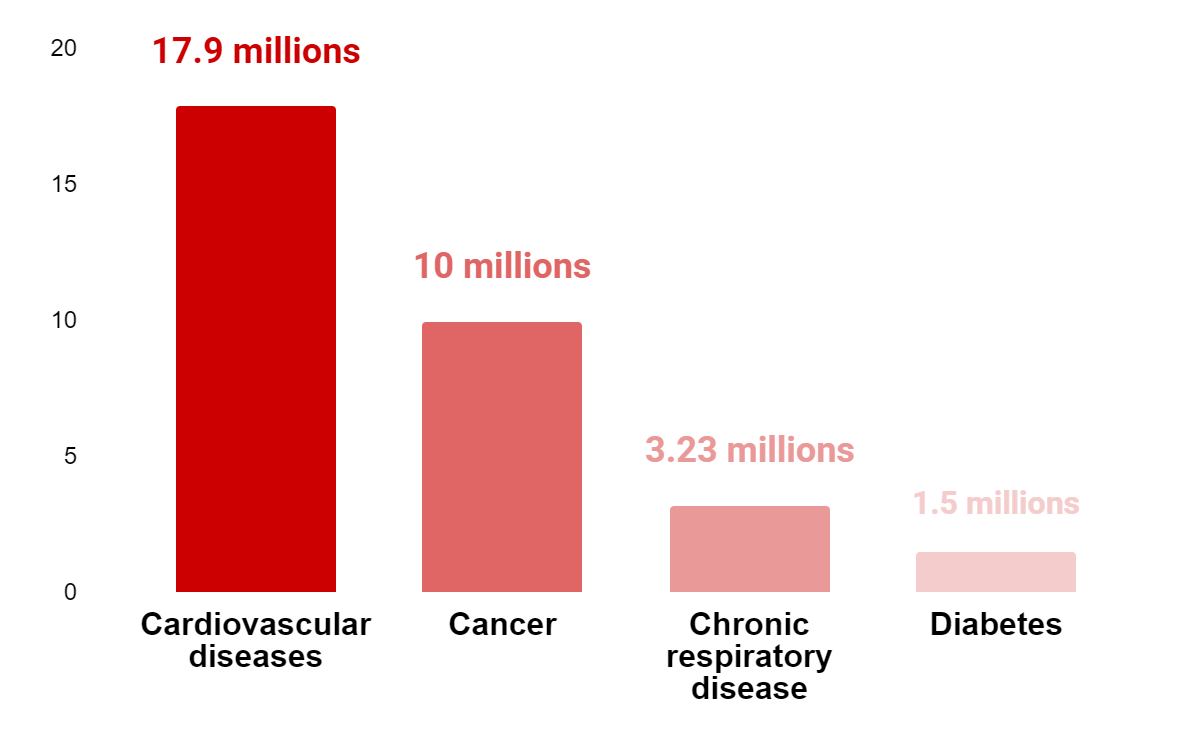 20
17.9 millions
15
10 millions
10
5
3.23 millions
1.5 millions
0
Cardiovascular
diseases
Cancer
Chronic
respiratory
disease
Diabetes